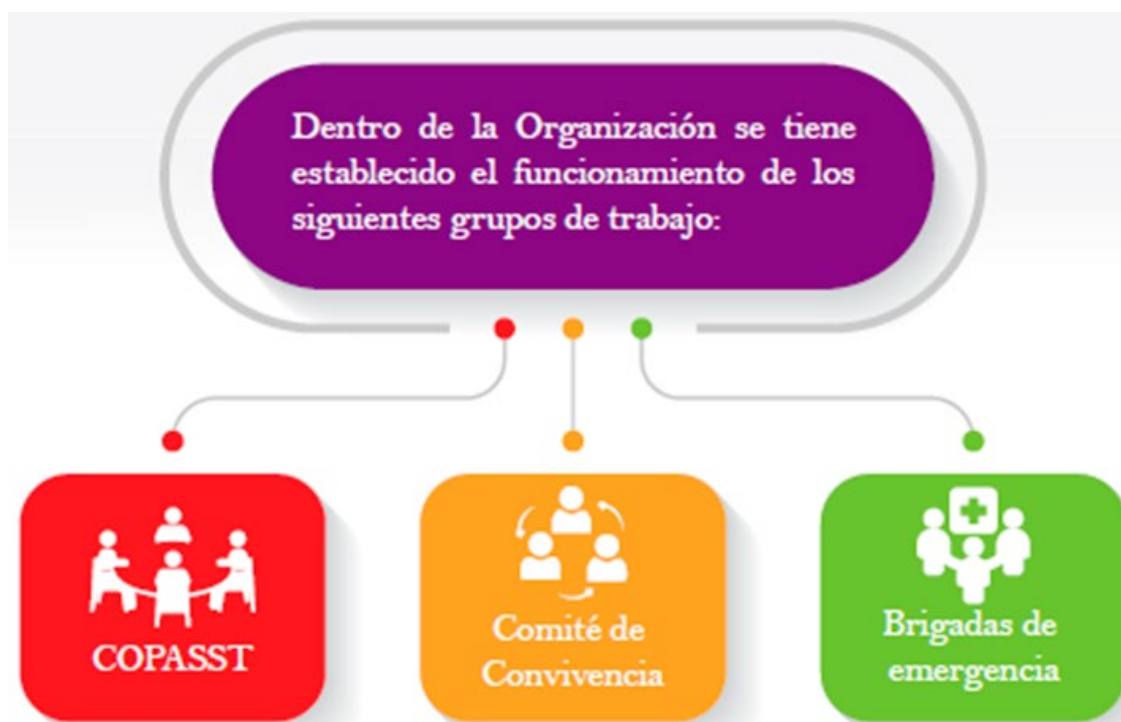 Dentro de la Organización se tiene
establecido el funcionamiento de los
siguientes grupos de trabajo:
COPASST
Comité de
Convivencia
Brigadas de
emergencia